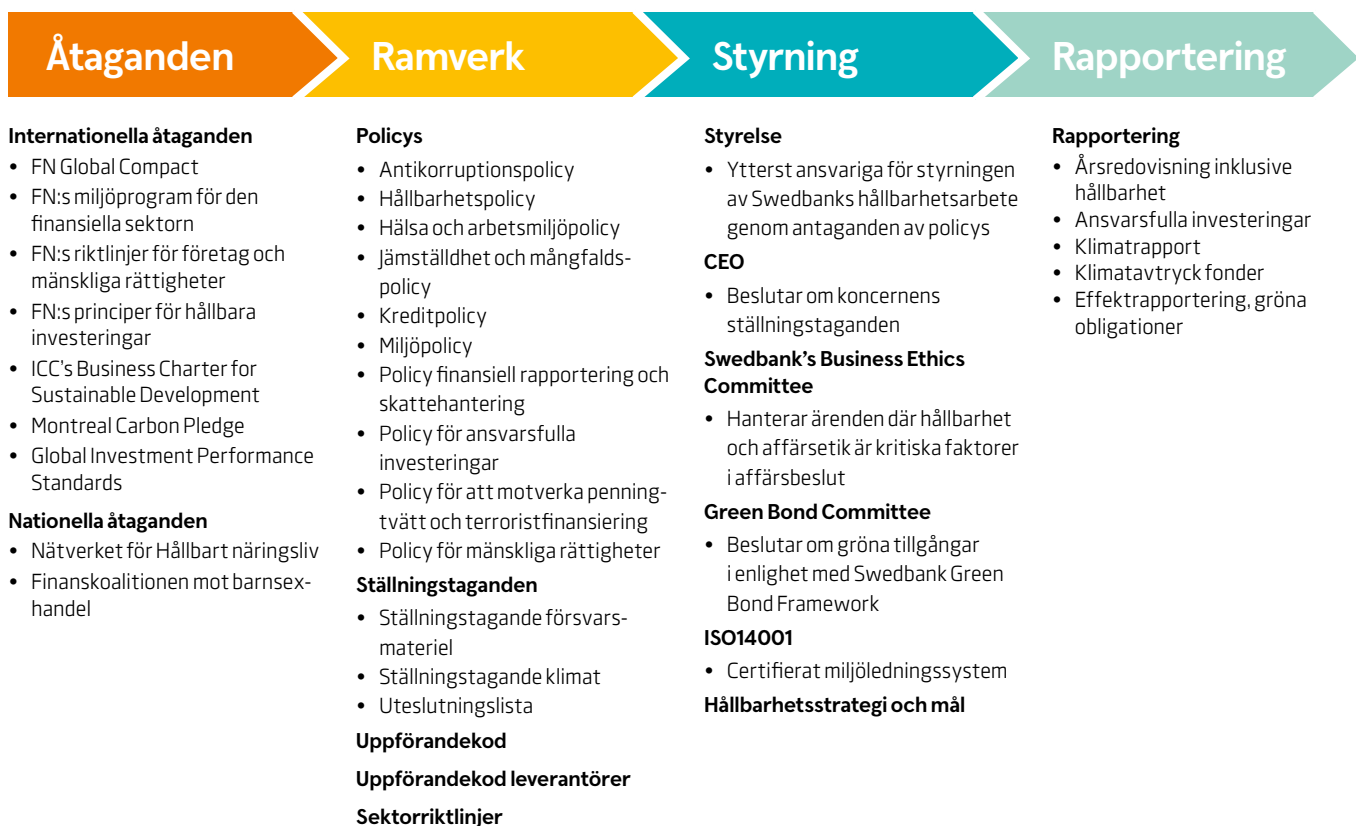 Åtaganden
Ramverk
Styrning
Rapportering
Internationella åtaganden
• FN Global Compact
• FN:s miljöprogram för den
finansiella sektorn
• FN:s riktlinjer för företag och
mänskliga rättigheter
• FN:s principer för hållbara
investeringar
• ICC's Business Charter for
Sustainable Development
• Montreal Carbon Pledge
• Global Investment Performance
Standards
Nationella åtaganden
• Nätverket för Hållbart näringsliv
• Finanskoalitionen mot barnsex-
handel
Policys
• Antikorruptionspolicy
• Hållbarhetspolicy
• Hälsa och arbetsmiljöpolicy
• Jämställdhet och mångfalds-
policy
• Kreditpolicy
• Miljöpolicy
• Policy finansiell rapportering och
skattehantering
• Policy för ansvarsfulla
investeringar
• Policy för att motverka penning-
tvätt och terroristfinansiering
• Policy för mänskliga rättigheter
Ställningstaganden
• Ställningstagande försvars-
materiel
• Ställningstagande klimat
• Uteslutningslista
Uppförandekod
Uppförandekod leverantörer
Sektorriktlinjer
Styrelse
• Ytterst ansvariga för styrningen
av Swedbanks hållbarhetsarbete
genom antaganden av policys
CEO
• Beslutar om koncernens
ställningstaganden
Swedbank's Business Ethics
Committee
• Hanterar ärenden där hållbarhet
och affärsetik är kritiska faktorer
i affärsbeslut
Green Bond Committee
• Beslutar om gröna tillgångar
i enlighet med Swedbank Green
Bond Framework
ISO14001
• Certifierat miljöledningssystem
Hållbarhetsstrategi och mål
Rapportering
• Årsredovisning inklusive
hållbarhet
• Ansvarsfulla investeringar
• Klimatrapport
• Klimatavtryck fonder
• Effektrapportering, gröna
obligationer